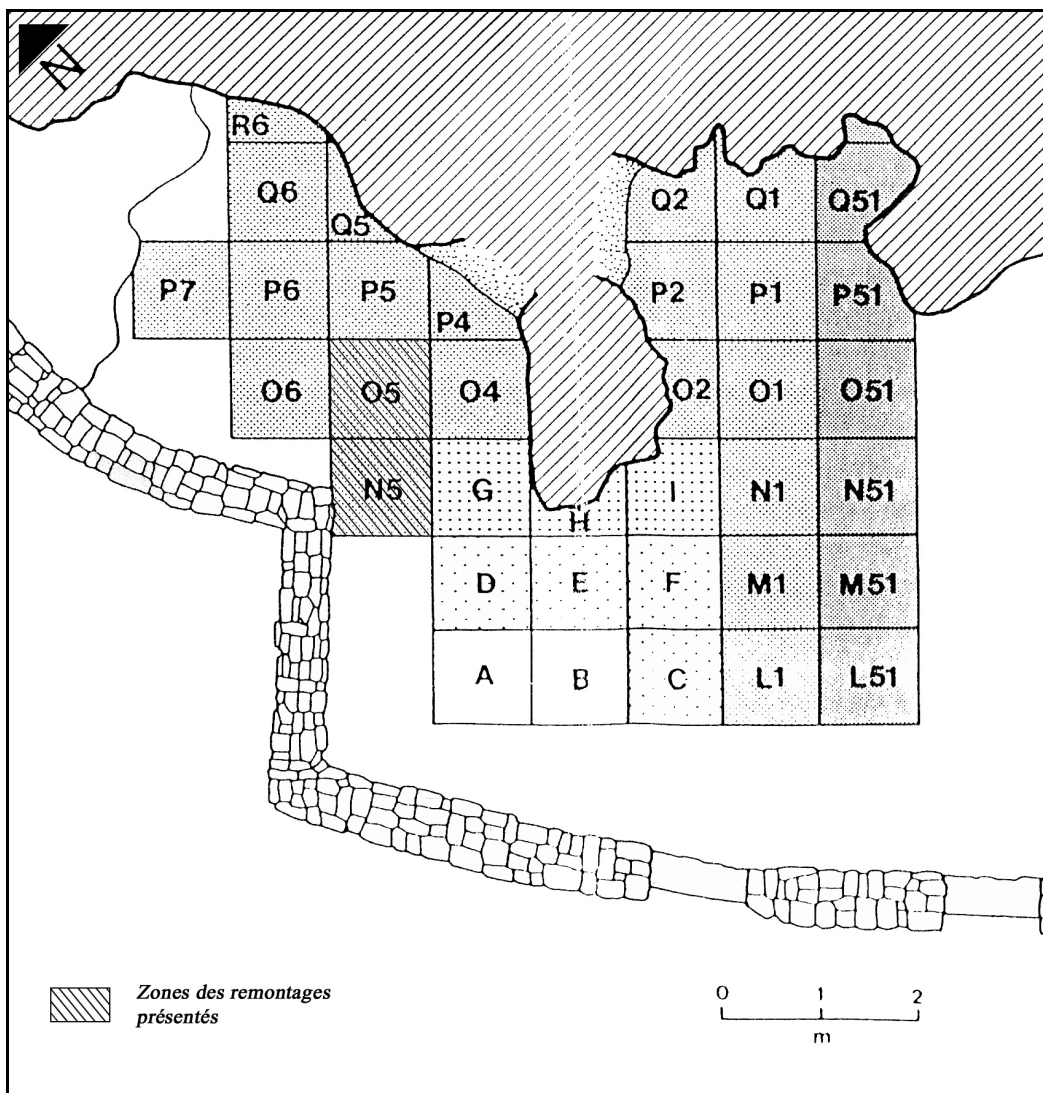 N
R6
Q6 Q5 Q2 Q1 Q51
P7 P6 P5 P4 P2 P1 P51
O6 O5 O4 O2 O1 O51
N5 G H I N1 N51
D E F M1 M51
A B C L1 L51
Zones des remontages
présentés
0 1 2
m